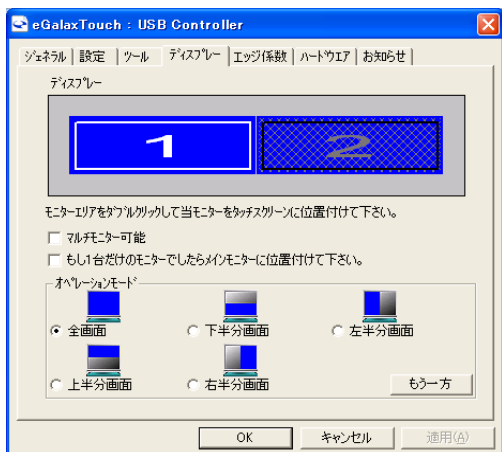 eGalaxTouch : USB Controller
ジェネラル 設定 ツール ディスプレー エッジ係数 ハードウエア お知らせ
ディスプレー
1 2
モニターエリアをダブルクリックして当モニターをタッチスクリーンに位置付けて下さい。
マルチモニター可能
もし1台だけのモニターでしたらメインモニターに位置付けて下さい。
オペレーションモード
全画面 下半分画面 左半分画面
上半分画面 右半分画面 もう一方
OK キャンセル 適用(A)